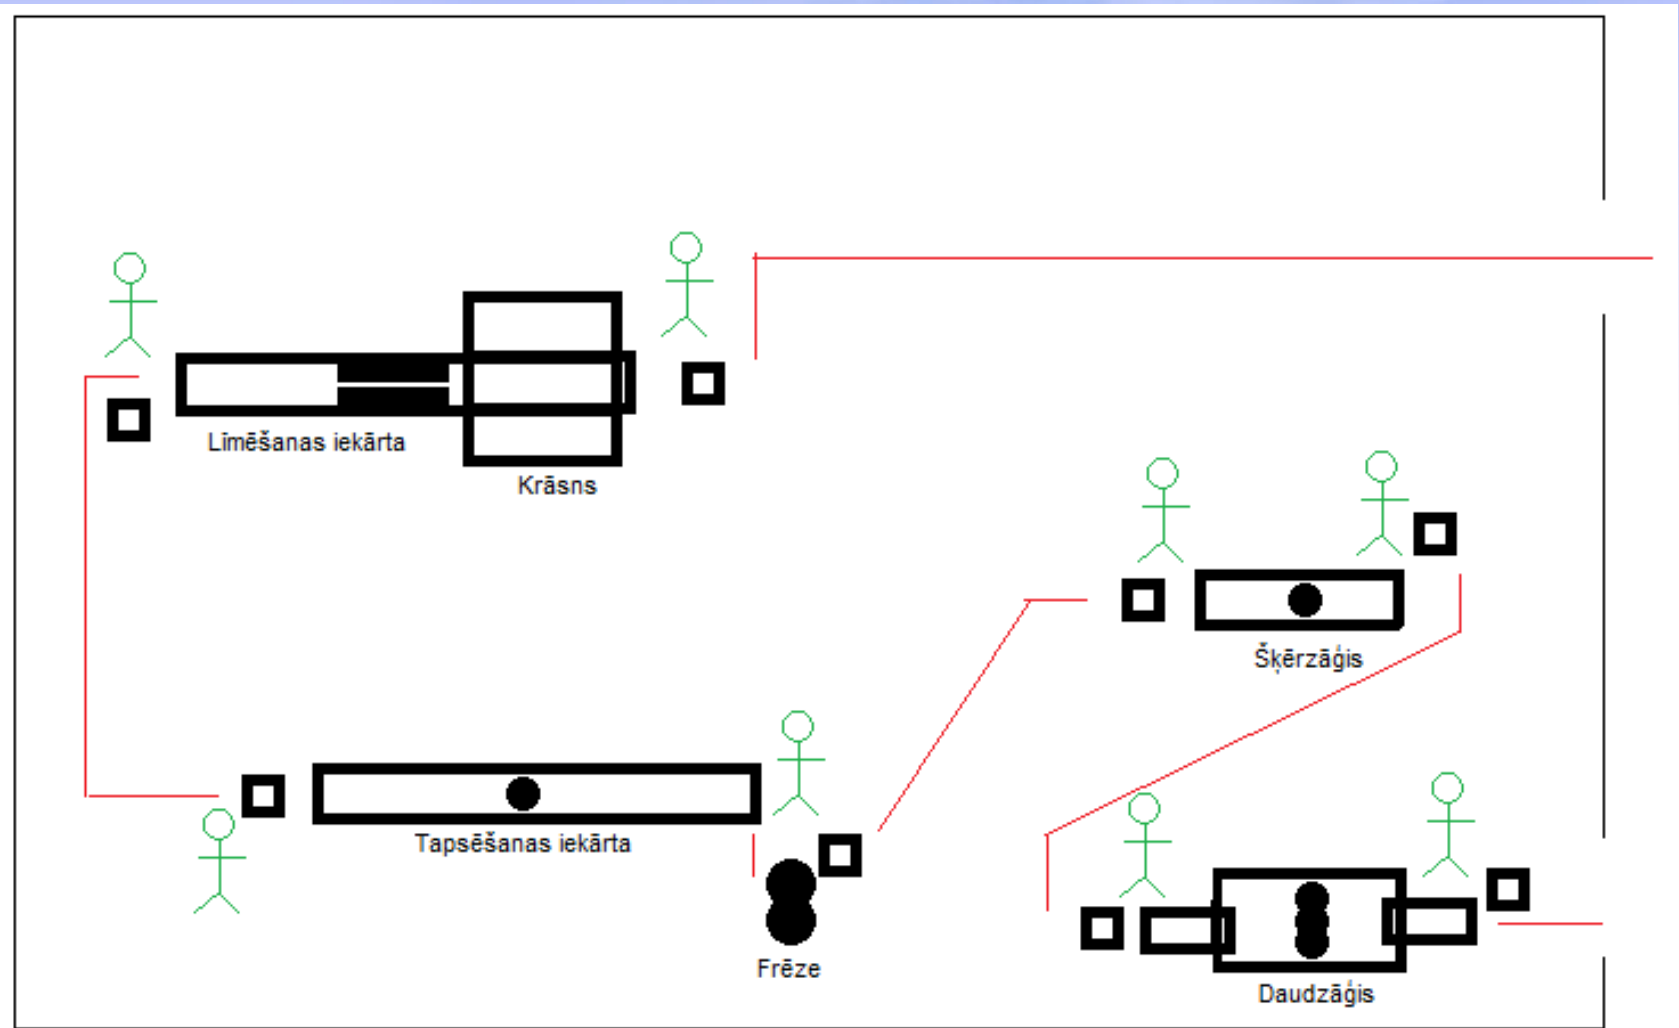 Līmēšanas iekārta
Krāsns
Šķērzāģis
Tapsēšanas iekārta
Frēze
Daudzāģis